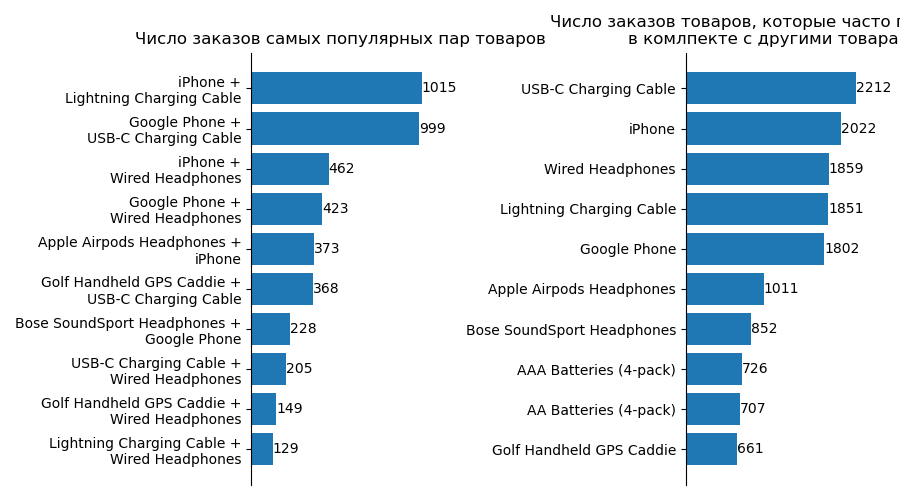 Число заказов самых популярных пар товаров
iPhone +
Lightning Charging Cable
1015
Google Phone +
USB-C Charging Cable
999
iPhone +
Wired Headphones
462
Google Phone +
Wired Headphones
423
Apple Airpods Headphones +
iPhone
373
Golf Handheld GPS Caddie +
USB-C Charging Cable
368
Bose SoundSport Headphones +
Google Phone
228
USB-C Charging Cable +
Wired Headphones
205
Golf Handheld GPS Caddie +
Wired Headphones
149
Lightning Charging Cable +
Wired Headphones
129
Число заказов товаров, которые часто
в комлпекте с другими товара
USB-C Charging Cable 2212
iPhone 2022
Wired Headphones 1859
Lightning Charging Cable 1851
Google Phone 1802
Apple Airpods Headphones 1011
Bose SoundSport Headphones 852
AAA Batteries (4-pack) 726
AA Batteries (4-pack) 707
Golf Handheld GPS Caddie 661